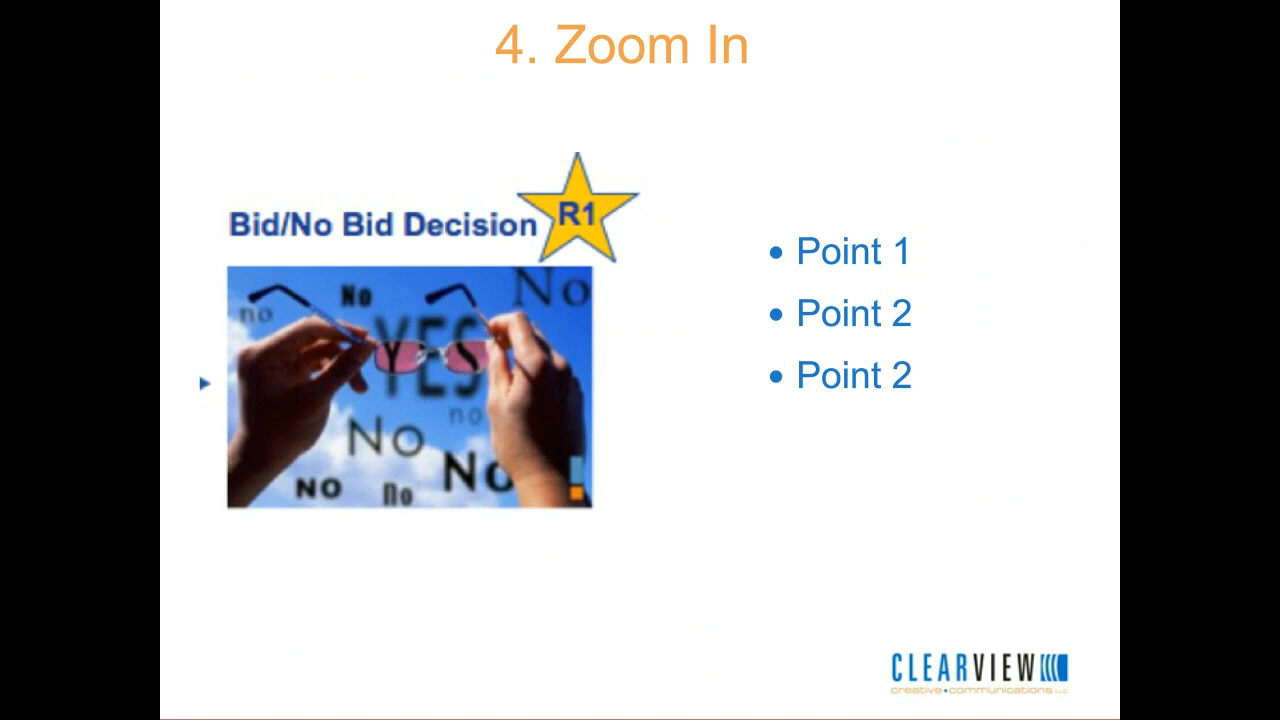 4. Zoom In
Bid/No Bid Decision
R1
no
No
No
YES
No
no
No
NO
no
• Point 1
• Point 2
• Point 2
CLEARVIEW
creative • communications LLC